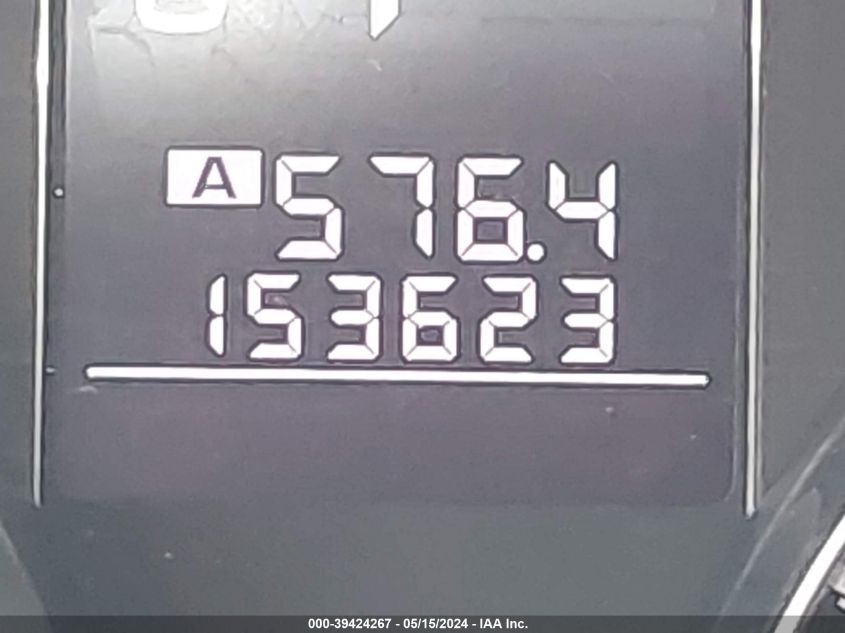 A 576.4
153623
000-39424267 - 05/15/2024 - IAA Inc.